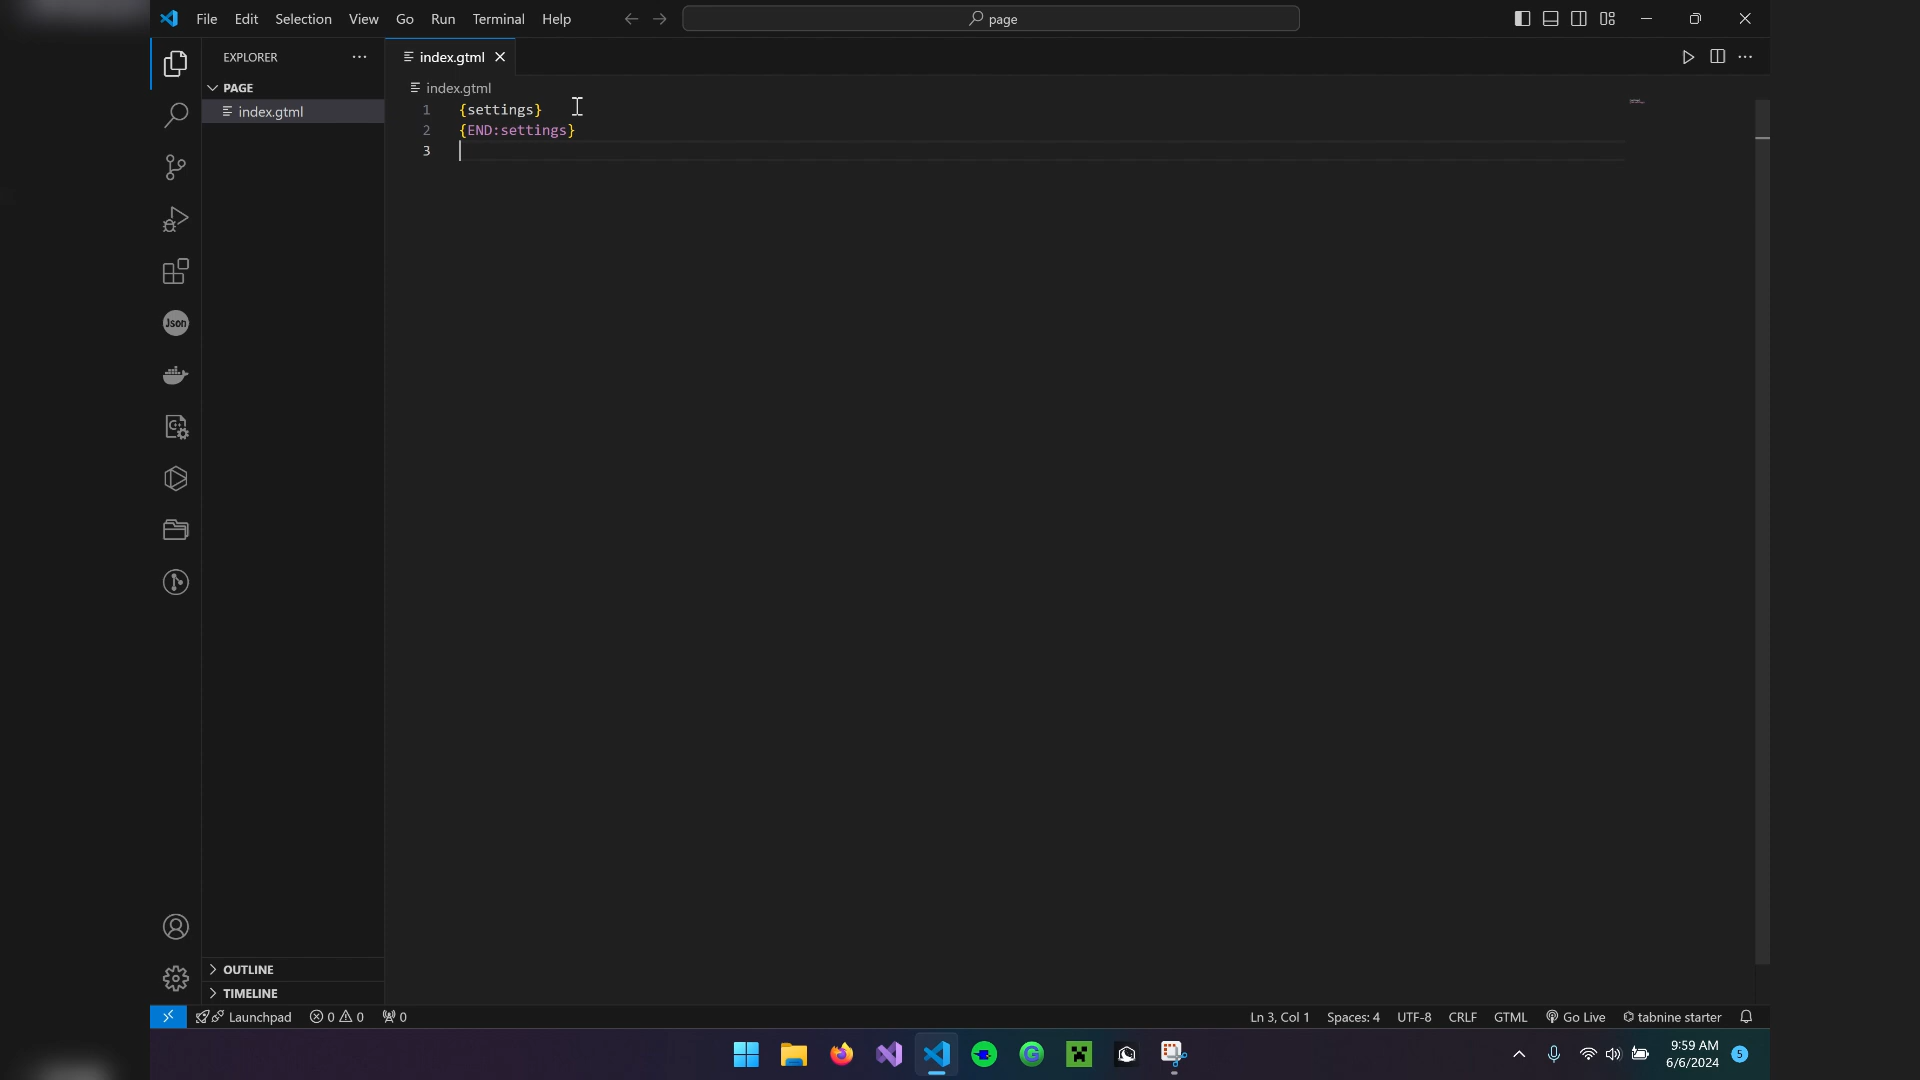 File Edit Selection View Go Run Terminal Help
page
EXPLORER
index.gtml
PAGE
index.gtml
index.gtml
1 {settings}
2 {END:settings}
3
Json
OUTLINE
TIMELINE
Launchpad 0 0 0
Ln 3, Col 1 Spaces: 4 UTF-8 CRLF GTML Go Live tabnine starter
9:59 AM
6/6/2024
5